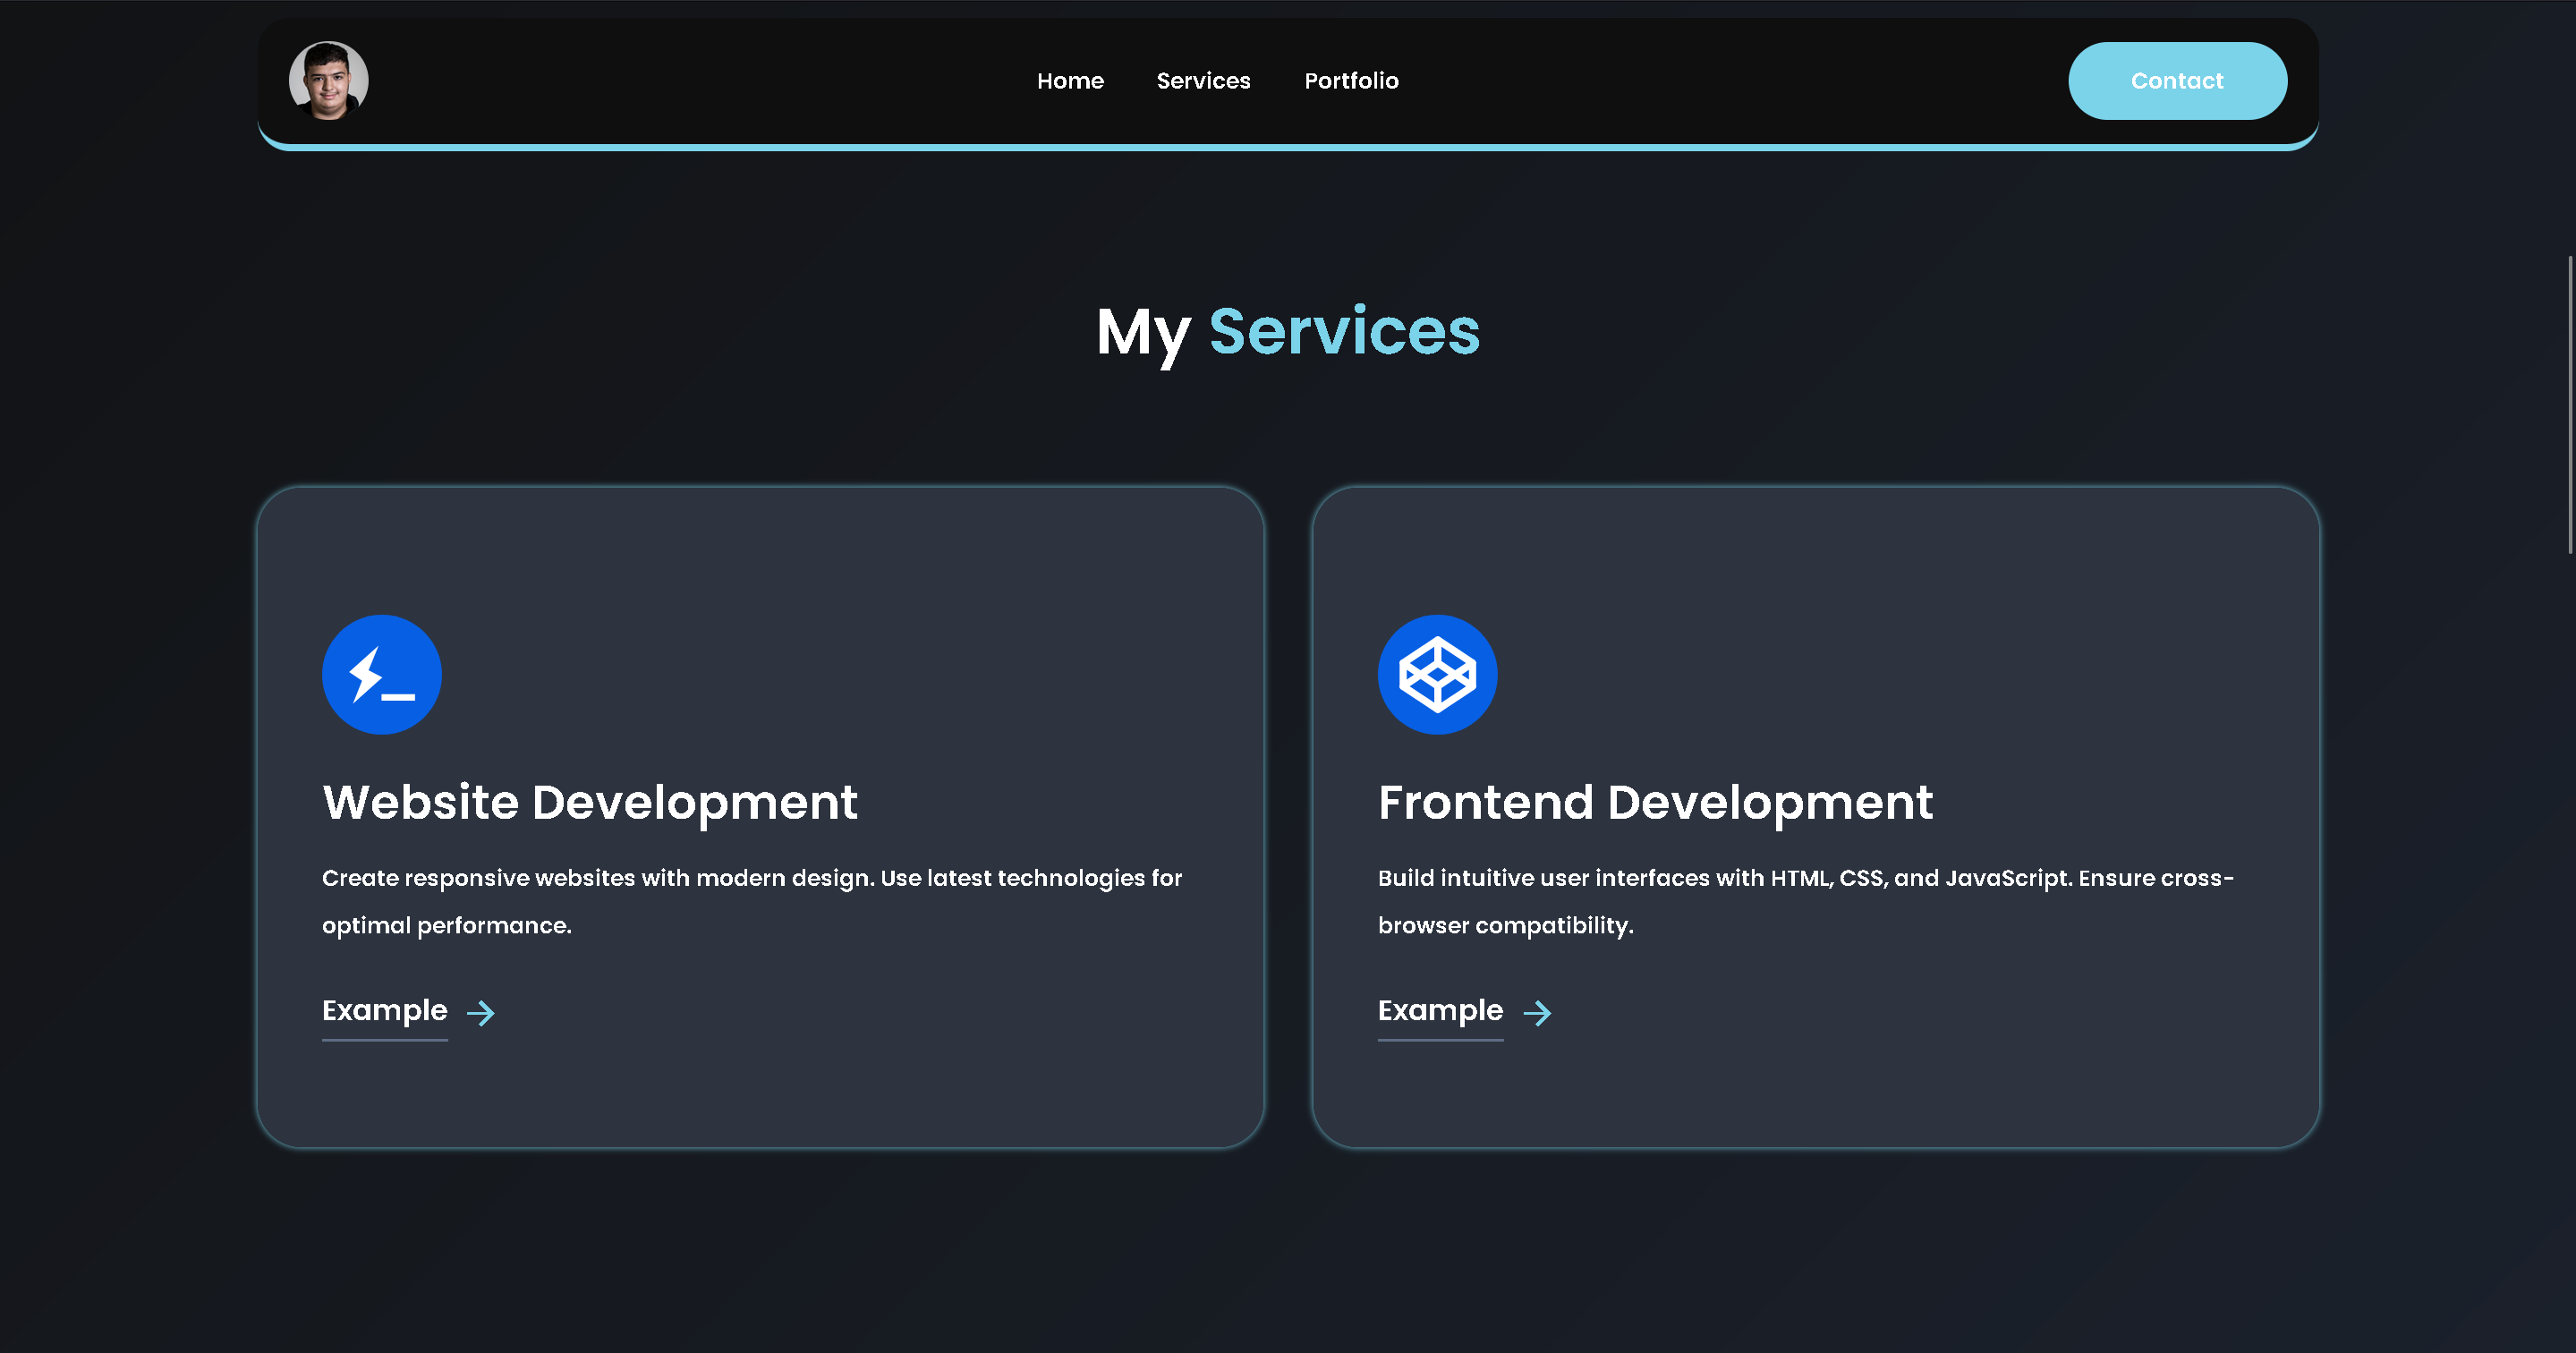 Home Services Portfolio Contact
My Services
Website Development
Create responsive websites with modern design. Use latest technologies for
optimal performance.
Example
Frontend Development
Build intuitive user interfaces with HTML, CSS, and JavaScript. Ensure cross-
browser compatibility.
Example